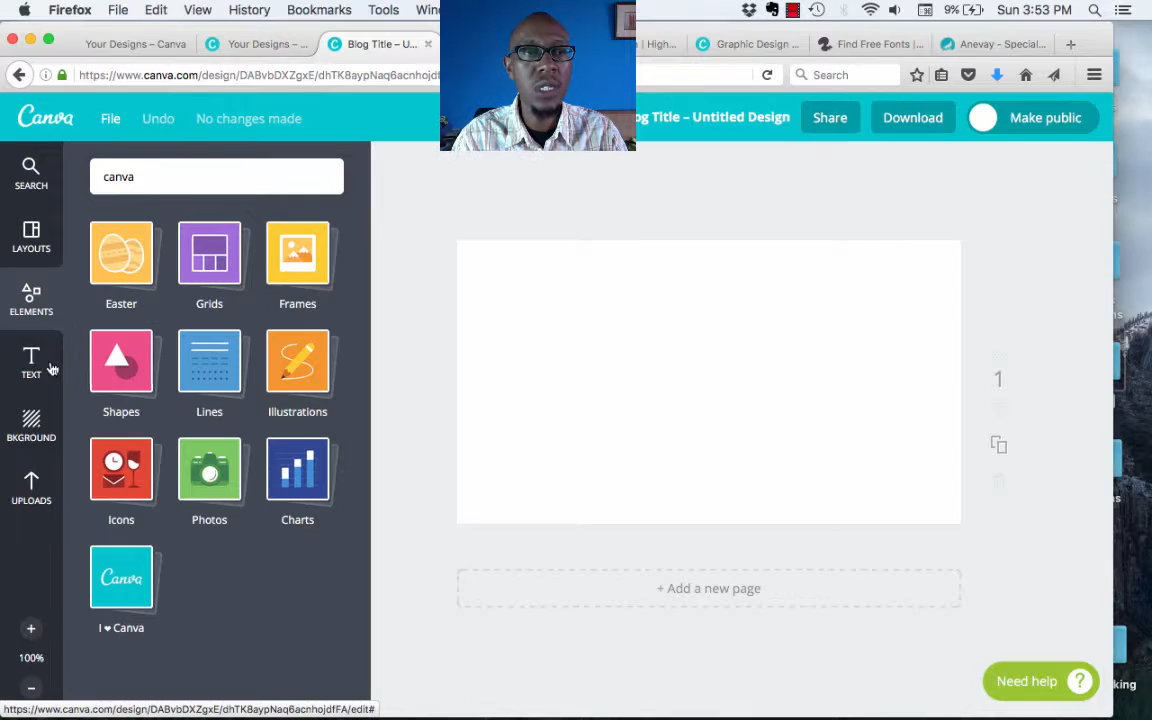 Firefox File Edit View History Bookmarks Tools 9% Sun 3:53 PM
Your Designs – Canva Your Designs – ... Blog Title – U... High... Graphic Design ... Find Free Fonts | ... Anevay - Special...
https://www.canva.com/design/DABvbDXZgxE/dhTK8aypNaq6acnhojdf Search
Canva File Undo No changes made og Title – Untitled Design Share Download Make public
SEARCH
LAYOUTS
ELEMENTS
TEXT
BKGROUND
UPLOADS
100%
canva
Easter Grids Frames
Shapes Lines Illustrations
Icons Photos Charts
Canva
I ❤ Canva
1
+ Add a new page
Need help ?
king
https://www.canva.com/design/DABvbDXZgxE/dhTK8aypNaq6acnhojdfFA/edit#